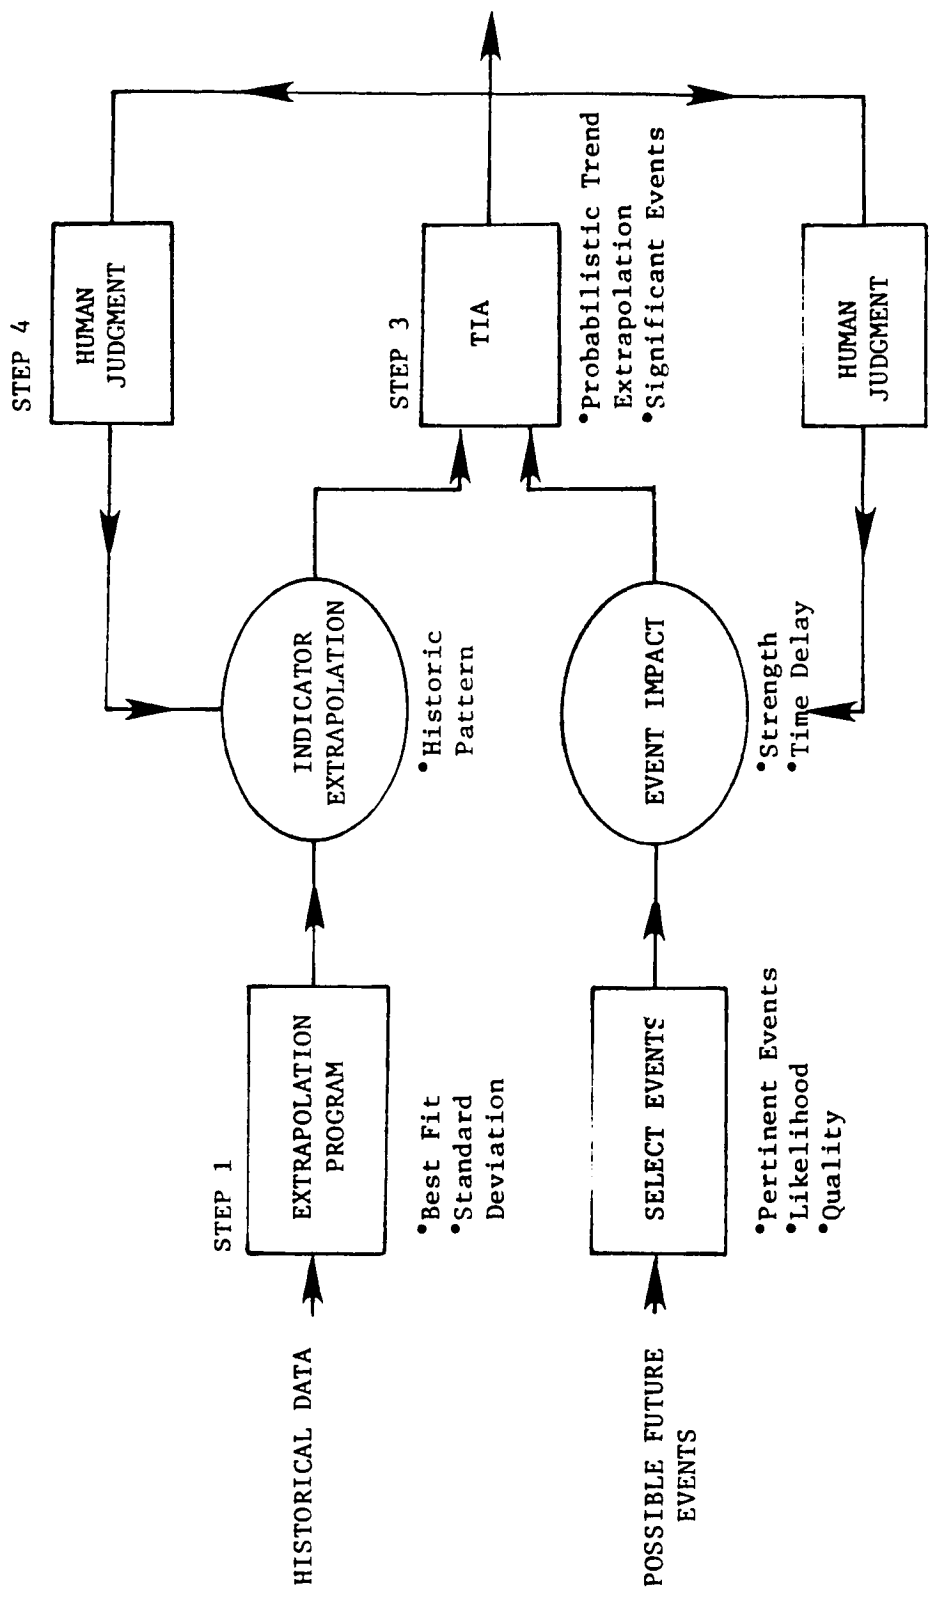 STEP 4
HUMAN
JUDGMENT
STEP 1
HISTORICAL DATA
EXTRAPOLATION
PROGRAM
•Best Fit
•Standard
Deviation
INDICATOR
EXTRAPOLATION
•Historic
Pattern
STEP 3
TIA
•Probabilistic Trend
Extrapolation
•Significant Events
POSSIBLE FUTURE
EVENTS
SELECT EVENTS
•Pertinent Events
•Likelihood
•Quality
EVENT IMPACT
•Strength
•Time Delay
HUMAN
JUDGMENT